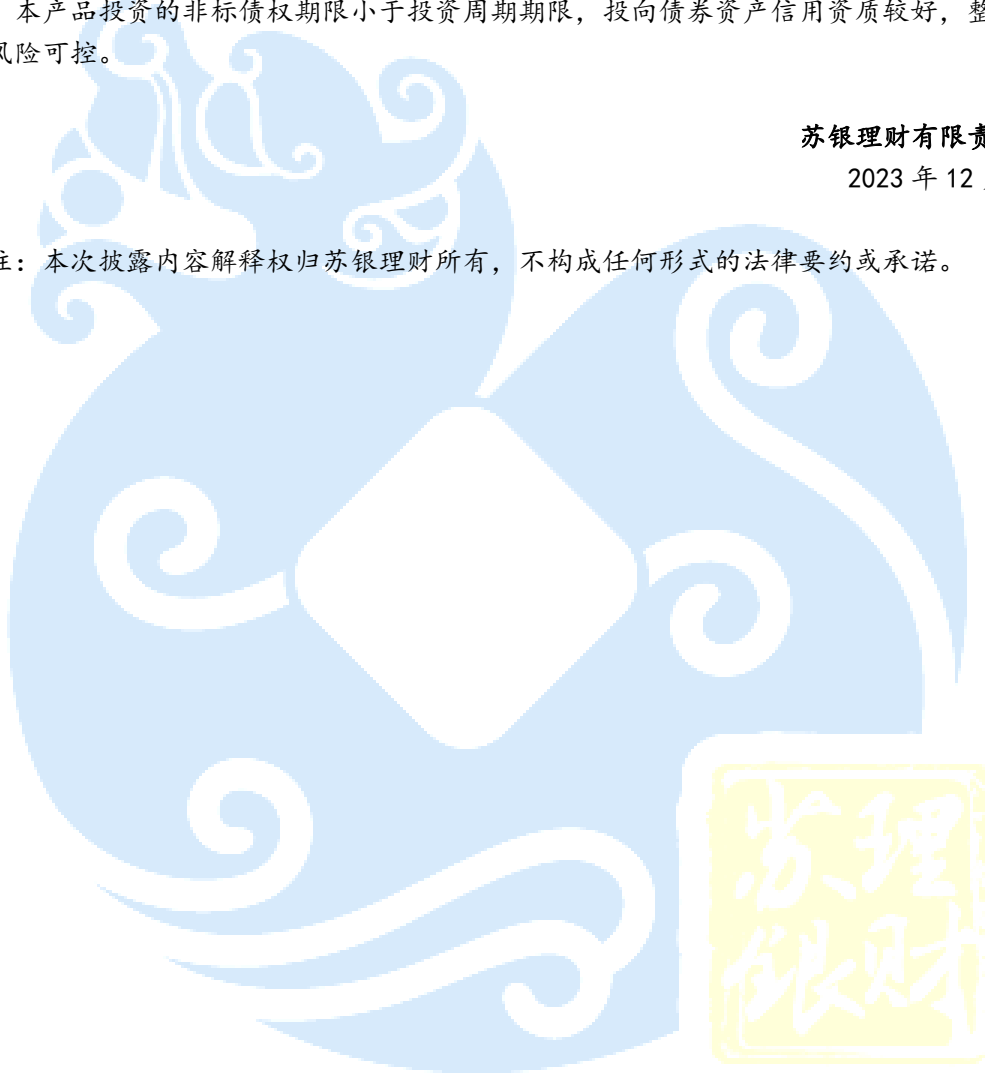 本产品投资的非标债权期限小于投资周期期限，投向债券资产信用资质较好，整
风险可控。
苏银理财有限责
2023 年 12
注：本次披露内容解释权归苏银理财所有，不构成任何形式的法律要约或承诺。
苏理
银财